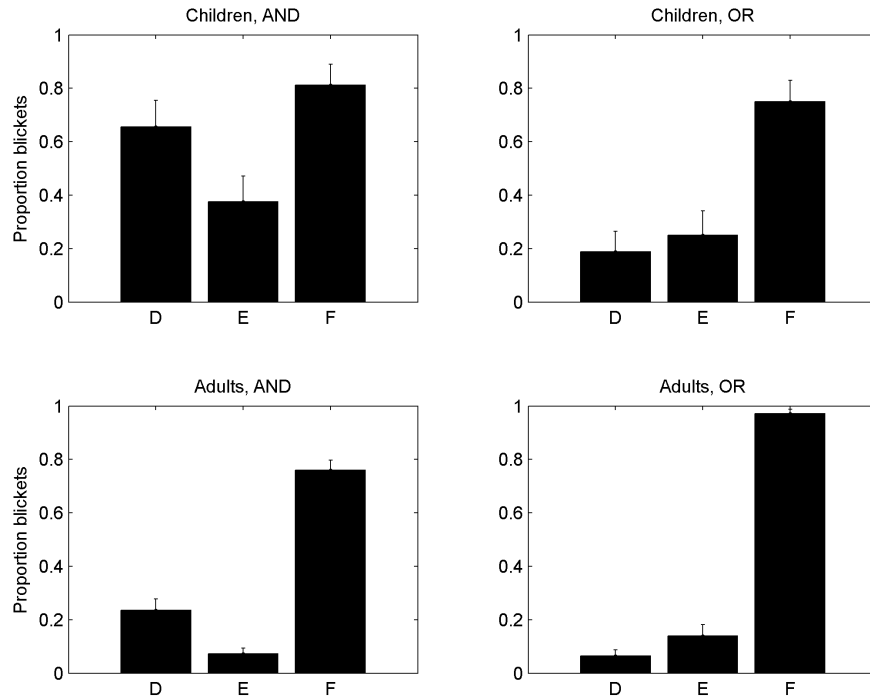 Children, AND
Proportion blickets
1
0.8
0.6
0.4
0.2
0
D E F
Children, OR
1
0.8
0.6
0.4
0.2
0
D E F
Adults, AND
Proportion blickets
1
0.8
0.6
0.4
0.2
0
D E F
Adults, OR
1
0.8
0.6
0.4
0.2
0
D E F